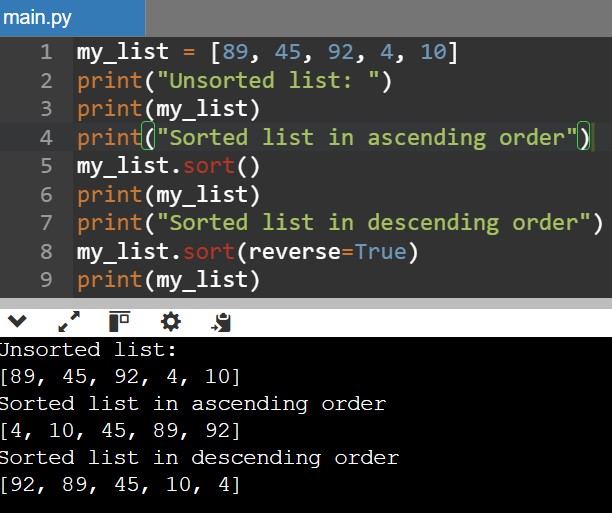 main.py
1 my_list = [89, 45, 92, 4, 10]
2 print("Unsorted list: ")
3 print(my_list)
4 print("Sorted list in ascending order")
5 my_list.sort()
6 print(my_list)
7 print("Sorted list in descending order")
8 my_list.sort(reverse=True)
9 print(my_list)
Unsorted list:
[89, 45, 92, 4, 10]
Sorted list in ascending order
[4, 10, 45, 89, 92]
Sorted list in descending order
[92, 89, 45, 10, 4]